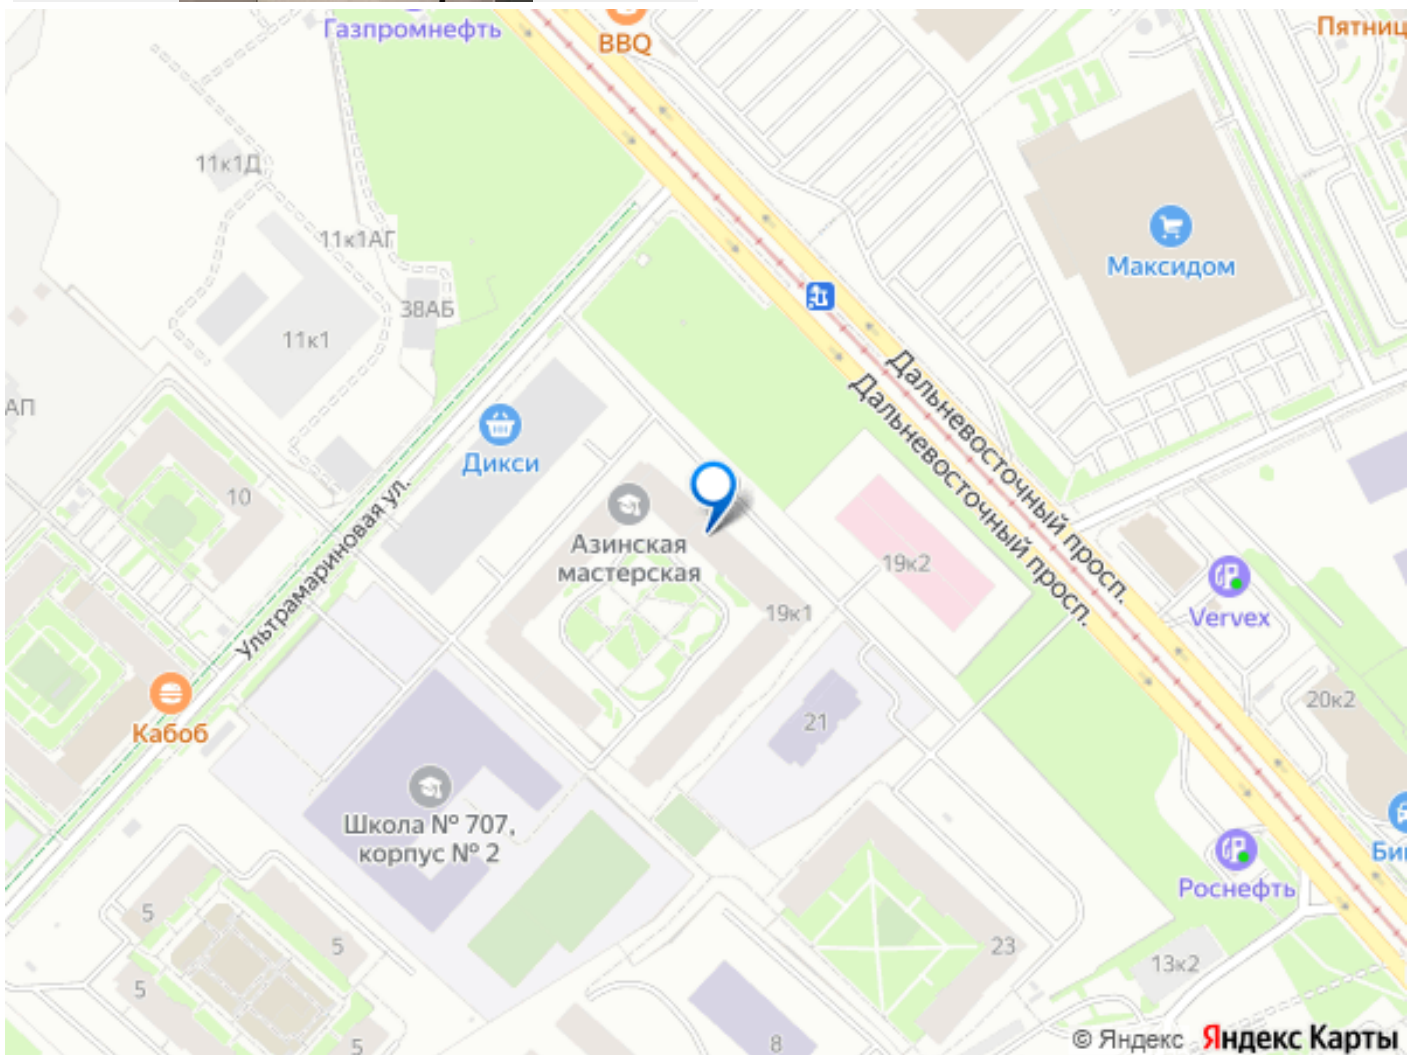 Газпромнефть
BBQ
11к1Д
11к1АГ
38АБ
11к1
Максидом
АП
Дальневосточный просп.
Дальневосточный просп.
Дикси
10
Ультрамариновая ул.
Азинская
мастерская
19к2
19к1
Vervex
Кабоб
21
20к2
Школа № 707,
корпус № 2
Роснефть
5
5
23
13к2
5
5
8
© Яндекс Яндекс Карты